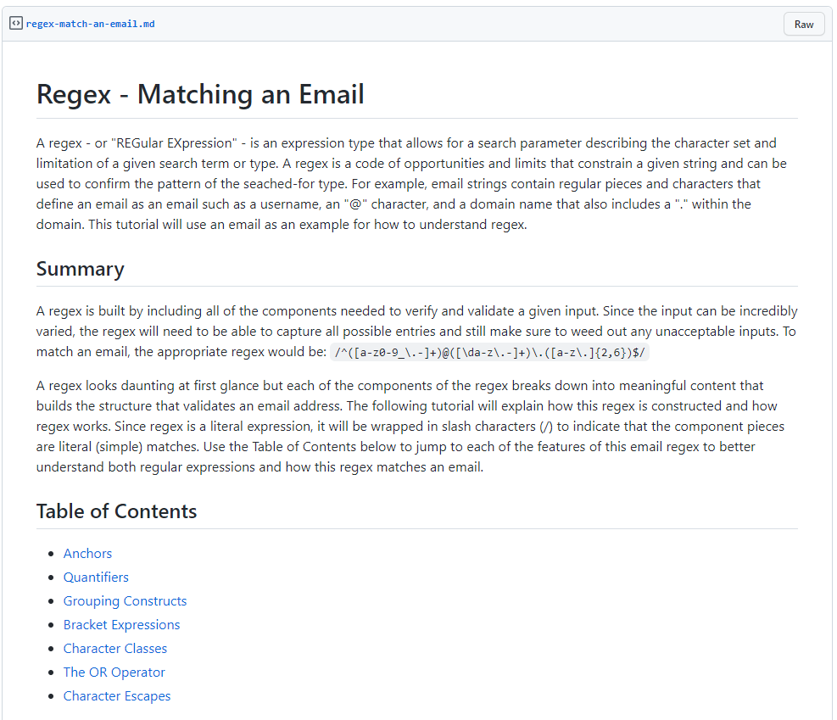 regex-match-an-email.md
Raw
Regex - Matching an Email
A regex - or "REGular EXpression" - is an expression type that allows for a search parameter describing the character set and
limitation of a given search term or type. A regex is a code of opportunities and limits that constrain a given string and can be
used to confirm the pattern of the seached-for type. For example, email strings contain regular pieces and characters that
define an email as an email such as a username, an "@" character, and a domain name that also includes a "." within the
domain. This tutorial will use an email as an example for how to understand regex.
Summary
A regex is built by including all of the components needed to verify and validate a given input. Since the input can be incredibly
varied, the regex will need to be able to capture all possible entries and still make sure to weed out any unacceptable inputs. To
match an email, the appropriate regex would be: /^([a-z0-9_\.-]+)@([\da-z\.-]+)\.([a-z\.]{2,6})$/
A regex looks daunting at first glance but each of the components of the regex breaks down into meaningful content that
builds the structure that validates an email address. The following tutorial will explain how this regex is constructed and how
regex works. Since regex is a literal expression, it will be wrapped in slash characters (/) to indicate that the component pieces
are literal (simple) matches. Use the Table of Contents below to jump to each of the features of this email regex to better
understand both regular expressions and how this regex matches an email.
Table of Contents
Anchors
Quantifiers
Grouping Constructs
Bracket Expressions
Character Classes
The OR Operator
Character Escapes